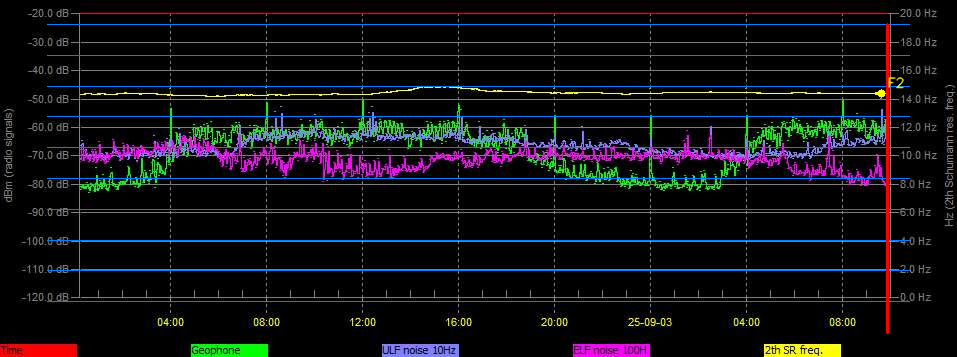 -20.0 dB 20.0 Hz
-30.0 dB 18.0 Hz
-40.0 dB 16.0 Hz
F2
-50.0 dB 14.0 Hz
-60.0 dB 12.0 Hz
-70.0 dB 10.0 Hz
-80.0 dB 8.0 Hz
-90.0 dB 6.0 Hz
-100.0 dB 4.0 Hz
-110.0 dB 2.0 Hz
-120.0 dB 0.0 Hz
dBm (radio signals)
Hz (2th Schumann res. freq.)
04:00 08:00 12:00 16:00 20:00 25-09-03 04:00 08:00
Time Geophone ULF noise 10Hz ELF noise 100H 2th SR freq.